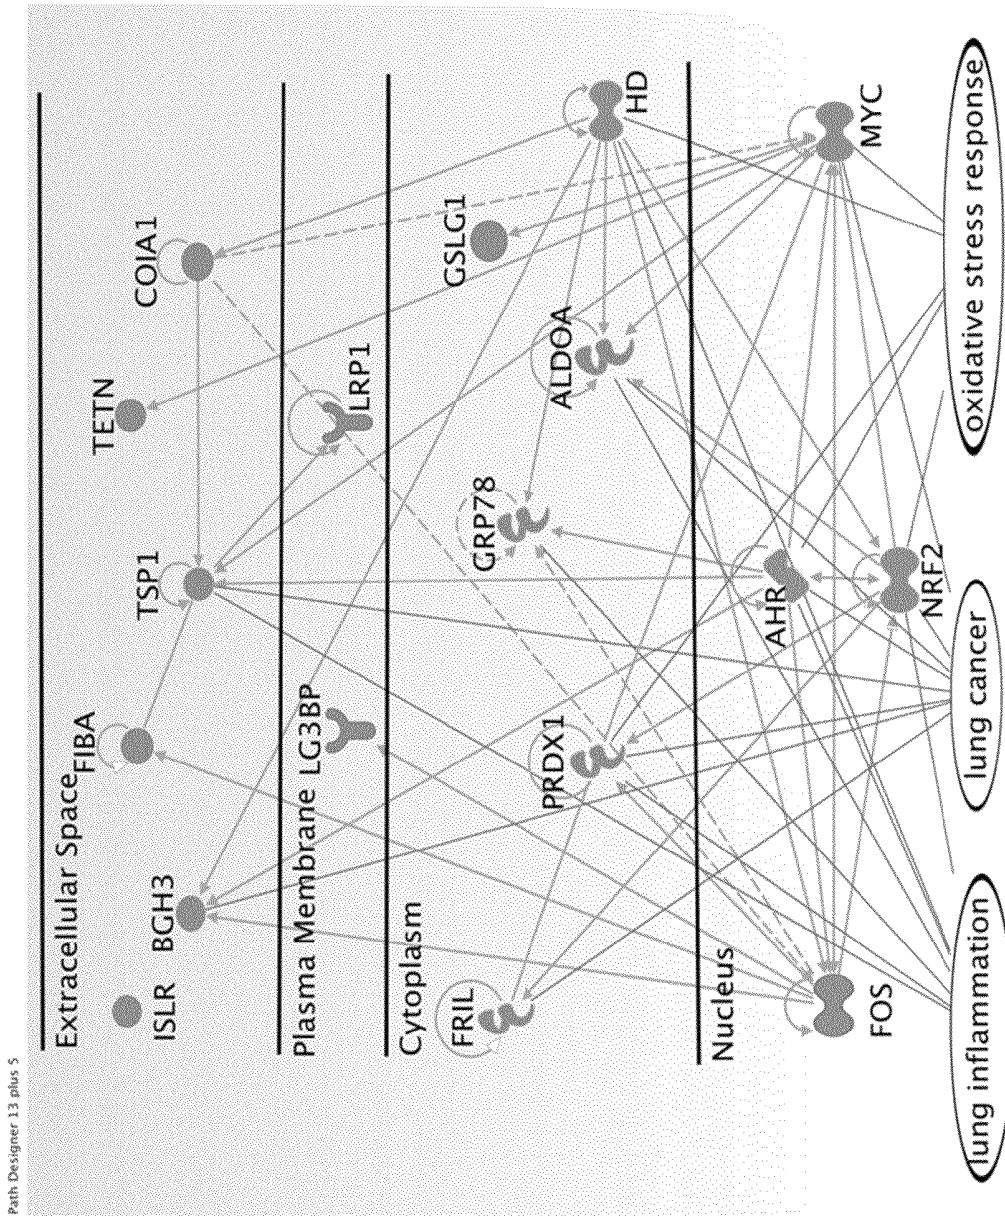 Path Designer 13 plus 5
Extracellular Space
ISLR
BGH3
FIBA
TSP1
TETN
COIA1
Plasma Membrane
LG3BP
LRP1
Cytoplasm
FRIL
PRDX1
GRP78
ALDOA
GSLG1
HD
Nucleus
FOS
AHR
NRF2
MYC
lung inflammation
lung cancer
oxidative stress response